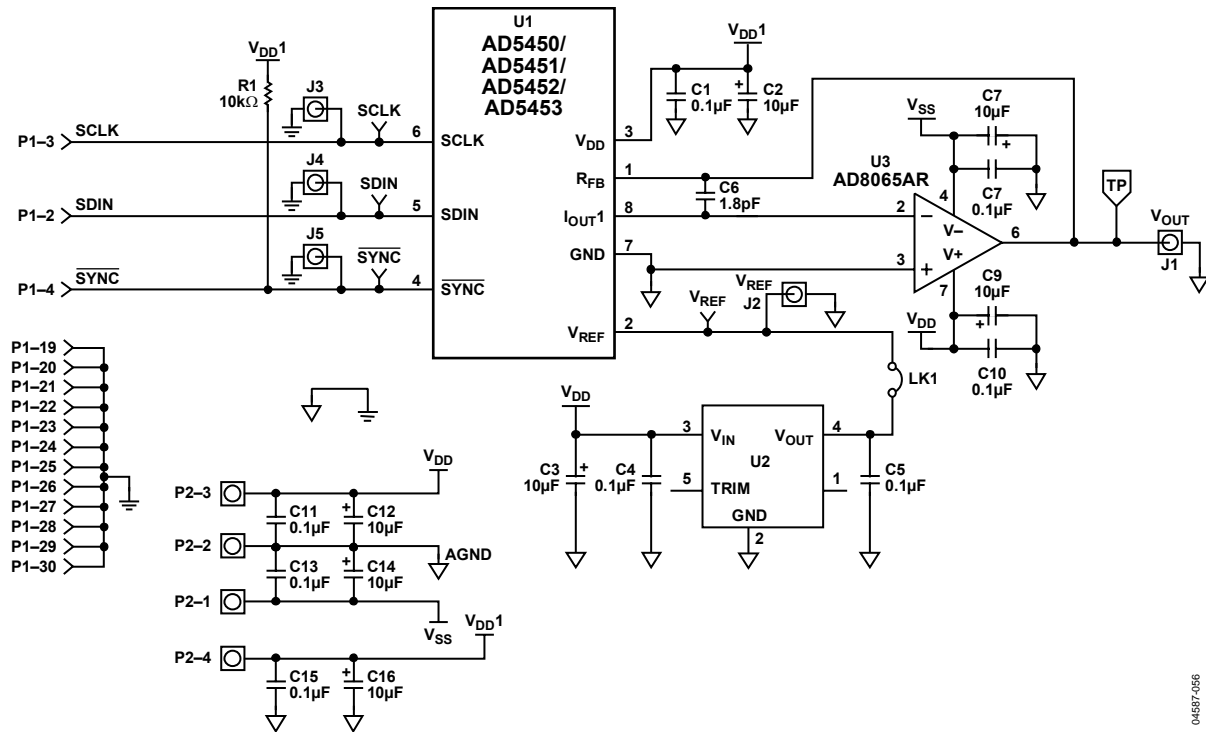 U1
AD5450/
AD5451/
AD5452/
AD5453
VDD1
R1
10kΩ
J3
SCLK
P1–3
SCLK
6
SCLK
J4
SDIN
P1–2
SDIN
5
SDIN
J5
SYNC
P1–4
SYNC
4
SYNC
VDD
3
RFB
1
IOUT1
8
GND
7
VREF
2
VDD1
C1
0.1µF
C2
10µF
C6
1.8pF
VSS
C7
10µF
C7
0.1µF
U3
AD8065AR
4
2
V–
V+
3
6
7
TP
VOUT
J1
C9
10µF
VDD
C10
0.1µF
VREF
VREF
J2
LK1
VDD
3
VIN
VOUT
4
U2
5
TRIM
1
GND
2
C3
10µF
C4
0.1µF
C5
0.1µF
P1–19
P1–20
P1–21
P1–22
P1–23
P1–24
P1–25
P1–26
P1–27
P1–28
P1–29
P1–30
P2–3
VDD
C11
0.1µF
C12
10µF
P2–2
AGND
C13
0.1µF
C14
10µF
P2–1
VSS
VDD1
P2–4
C15
0.1µF
C16
10µF
04587-056